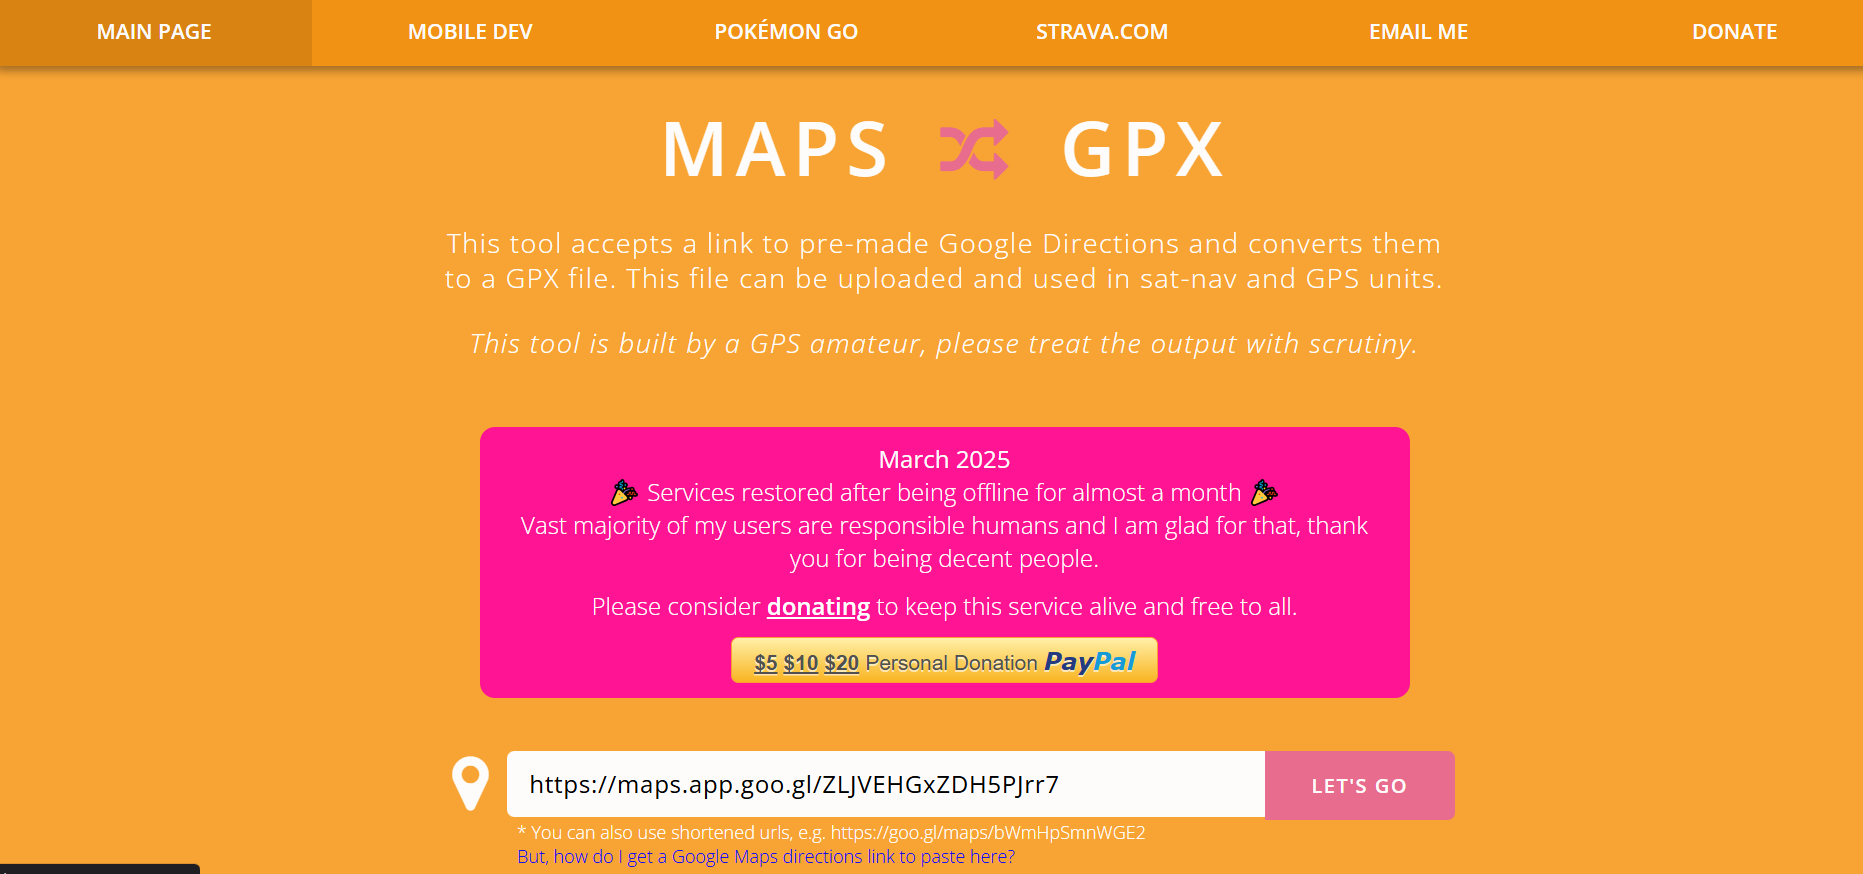 MAIN PAGE
MOBILE DEV
POKÉMON GO
STRAVA.COM
EMAIL ME
DONATE
MAPS GPX
This tool accepts a link to pre-made Google Directions and converts them
to a GPX file. This file can be uploaded and used in sat-nav and GPS units.
This tool is built by a GPS amateur, please treat the output with scrutiny.
March 2025
Services restored after being offline for almost a month
Vast majority of my users are responsible humans and I am glad for that, thank
you for being decent people.
Please consider donating to keep this service alive and free to all.
$5 $10 $20 Personal Donation PayPal
https://maps.app.goo.gl/ZLJVEHGxZDH5PJrr7
LET'S GO
* You can also use shortened urls, e.g. https://goo.gl/maps/bWmHpSmnWGE2
But, how do I get a Google Maps directions link to paste here?